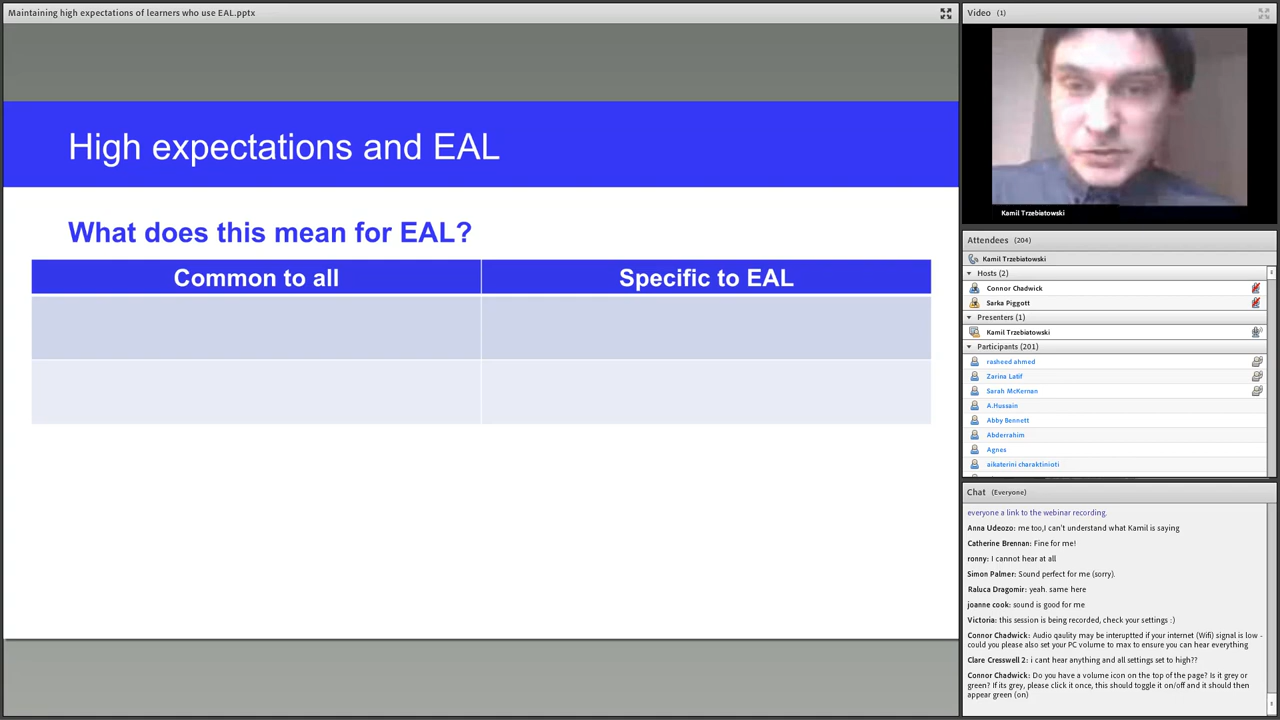 Maintaining high expectations of learners who use EAL.pptx
High expectations and EAL
What does this mean for EAL?
Common to all
Specific to EAL
Video (1)
Kamil Trzebiatowski
Attendees (204)
Kamil Trzebiatowski
Hosts (2)
Connor Chadwick
Sarka Piggott
Presenters (1)
Kamil Trzebiatowski
Participants (201)
rasheed ahmed
Zarina Latif
Sarah McKernan
A.Hussain
Abby Bennett
Abderrahim
Agnes
aikaterini charaktinioti
Chat (Everyone)
everyone a link to the webinar recording.
Anna Udeozo: me too,I can't understand what Kamil is saying
Catherine Brennan: Fine for me!
ronny: I cannot hear at all
Simon Palmer: Sound perfect for me (sorry).
Raluca Dragomir: yeah. same here
joanne cook: sound is good for me
Victoria: this session is being recorded, check your settings :)
Connor Chadwick: Audio qaulity may be interuptted if your internet (Wifi) signal is low -
could you please also set your PC volume to max to ensure you can hear everything
Clare Cresswell 2: i cant hear anything and all settings set to high??
Connor Chadwick: Do you have a volume icon on the top of the page? Is it grey or
green? If its grey, please click it once, this should toggle it on/off and it should then
appear green (on)